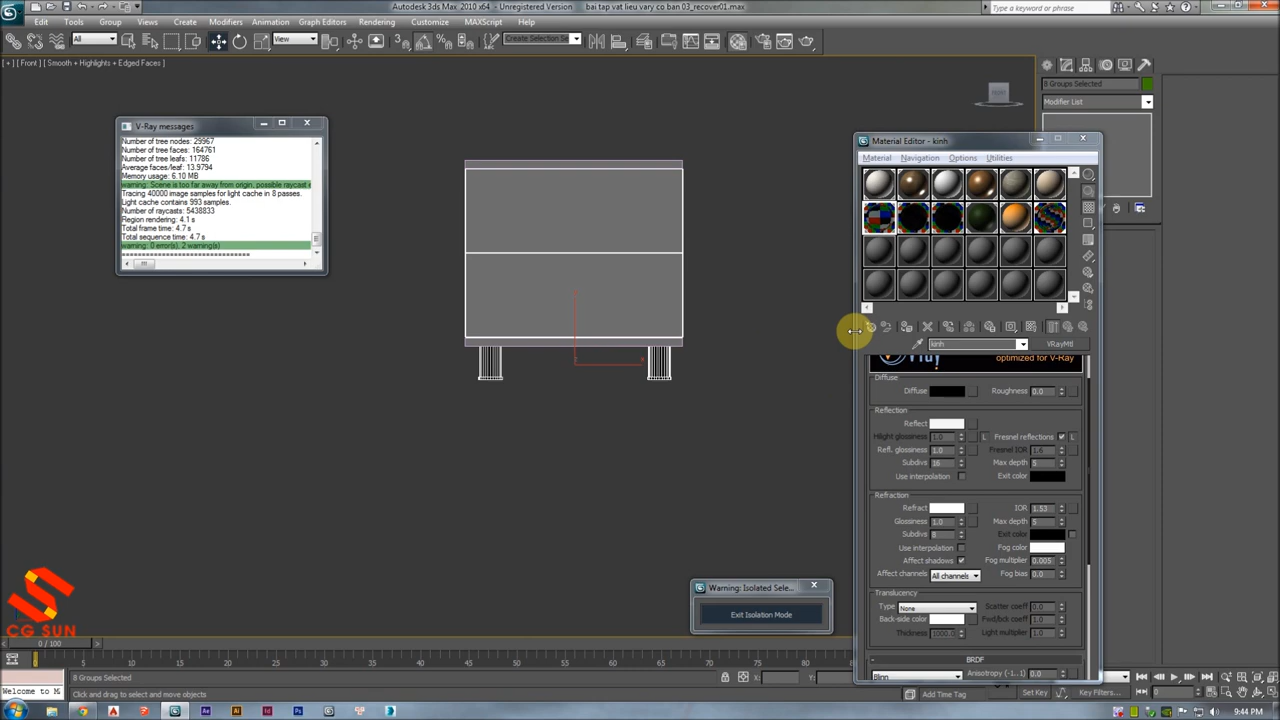 Autodesk 3ds Max 2010 x64 - Unregistered Version bai tap vat lieu vary co ban 03_recover01.max
Type a keyword or phrase
Edit Tools Group Views Create Modifiers Animation Graph Editors Rendering Customize MAXScript Help
All
View
Create Selection Se
[ + ] [ Front ] [ Smooth + Highlights + Edged Faces ]
8 Groups Selected
Modifier List
V-Ray messages
Number of tree nodes: 29967
Number of tree faces: 164761
Number of tree leafs: 11786
Average faces/leaf: 13.9794
Memory usage: 6.10 MB
warning: Scene is too far away from origin, possible raycast
Tracing 40000 image samples for light cache in 8 passes.
Light cache contains 993 samples.
Number of raycasts: 5438833
Region rendering: 4.1 s
Total frame time: 4.7 s
Total sequence time: 4.7 s
warning: 0 error(s), 2 warning(s)
==============================
Material Editor - kinh
Material Navigation Options Utilities
kinh
VRayMtl
optimized for V-Ray
Diffuse
Diffuse Roughness 0.0
Reflection
Reflect
Hilight glossiness 1.0 L Fresnel reflections L
Refl. glossiness 1.0 Fresnel IOR 1.6
Subdivs 16 Max depth 5
Use interpolation Exit color
Refraction
Refract IOR 1.53
Glossiness 1.0 Max depth 5
Subdivs 8 Exit color
Use interpolation Fog color
Affect shadows Fog multiplier 0.005
Affect channels All channels Fog bias 0.0
Translucency
Type None Scatter coeff 0.0
Back-side color Fwd/bck coeff 1.0
Thickness 1000.0 Light multiplier 1.0
- BRDF
Blinn Anisotropy (-1..1) 0.0
Warning: Isolated Sele...
Exit Isolation Mode
CG SUN
0 / 100
0 5 10 15 20 25 30 35 40 45 50 55 60 65 70 75 80
8 Groups Selected X: Y:
Welcome to M
Click and drag to select and move objects
Add Time Tag
Set Key Key Filters...
0
9:44 PM